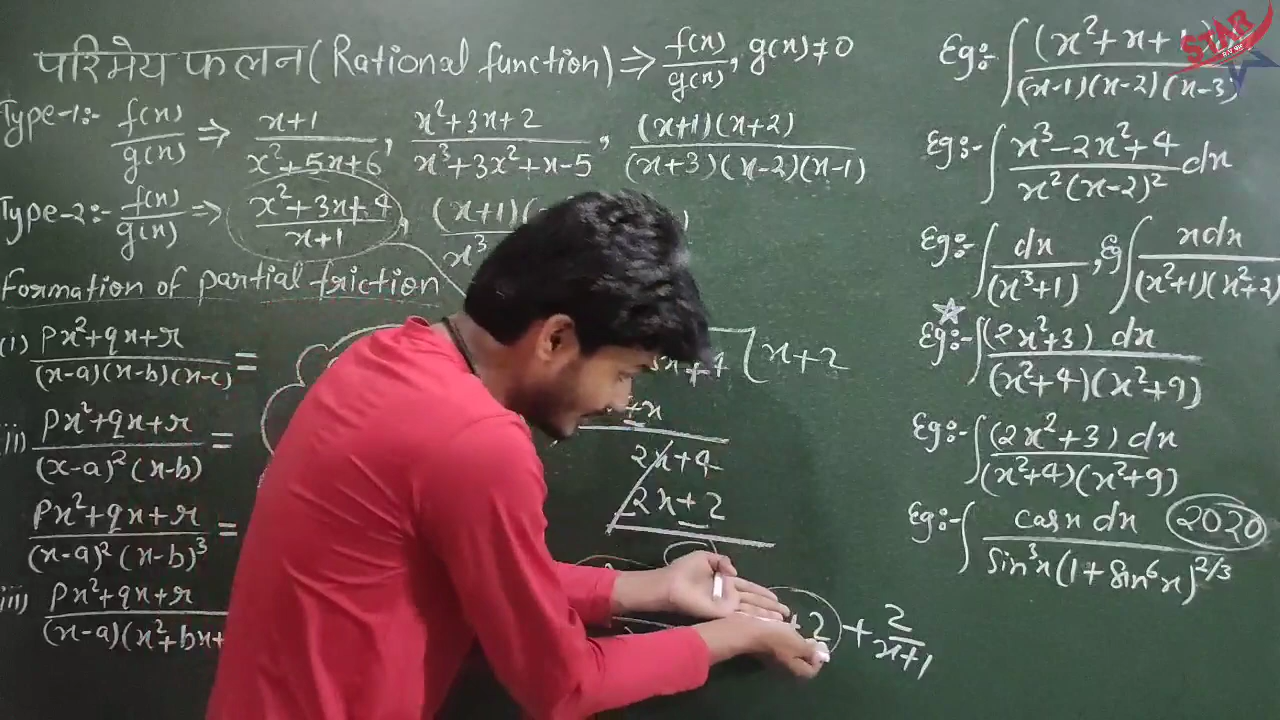 परिमेय फलन (Rational function) ⇒ f(x)/g(x), g(x) ≠ 0
Type-1:- f(x)/g(x) ⇒ x+1/x²+5x+6, x²+3x+2/x³+3x²+x-5, (x+1)(x+2)/(x+3)(x-2)(x-1)
Type-2:- f(x)/g(x) ⇒ x²+3x+4/x+1, (x+1)(
x³
Formation of partial friction
(i) Px²+qx+r/(x-a)(x-b)(x-c) =
(ii) Px²+qx+r/(x-a)²(x-b) =
Px²+qx+r/(x-a)²(x-b)³ =
(iii) Px²+qx+r/(x-a)(x²+bx+
(x+2
+x
2x+4
2x+2
+2 + 2/x+1
Eg:- ∫(x²+x+1)/(x-1)(x-2)(x-3)
Eg:- ∫x³-2x²+4/x²(x-2)² dx
Eg:- ∫dx/(x³+1), Eg ∫xdx/(x²+1)(x²+2)
Eg:- ∫(2x²+3) dx/(x²+4)(x²+9)
Eg:- ∫(2x²+3) dx/(x²+4)(x²+9)
Eg:- ∫cosx dx/sin³x(1+sin⁶x)^2/3 2020
STAR